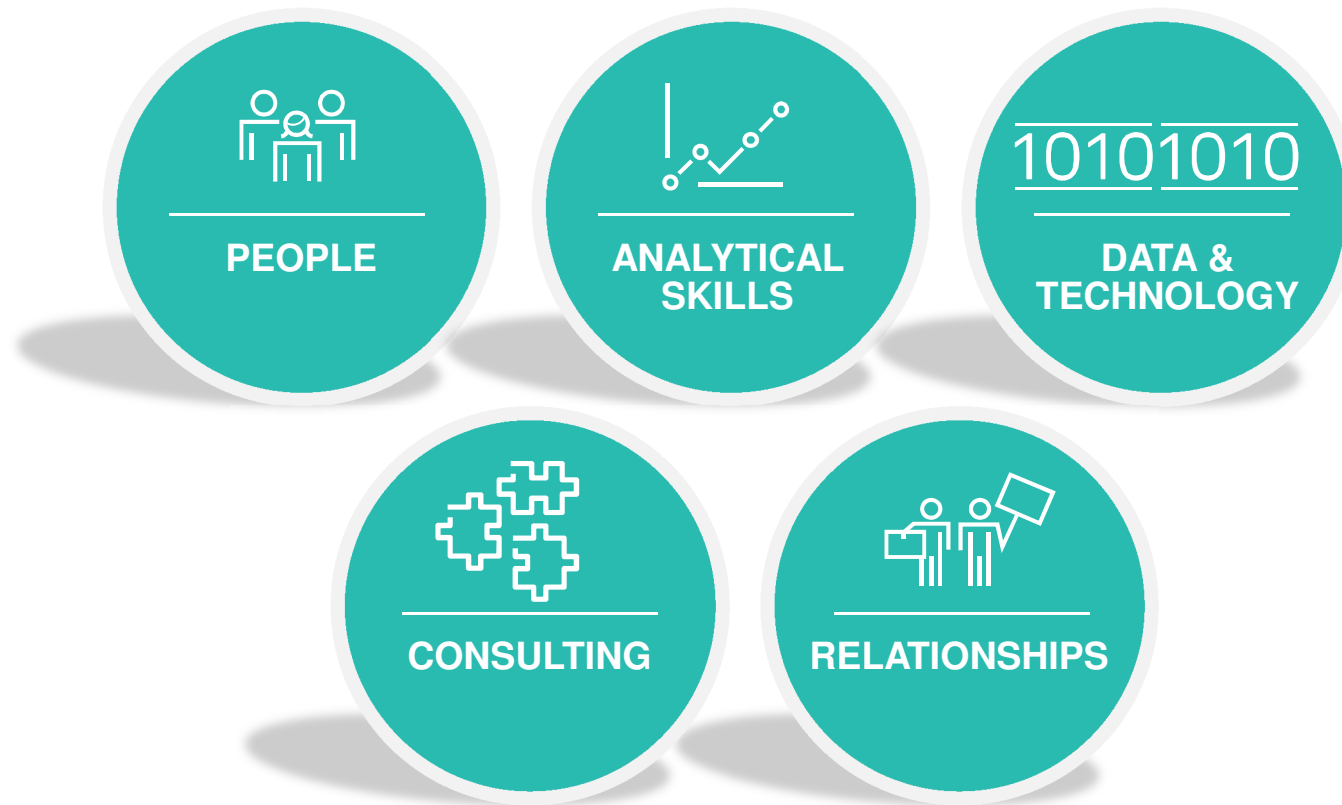 10101010
PEOPLE
ANALYTICAL
SKILLS
DATA &
TECHNOLOGY
CONSULTING
RELATIONSHIPS